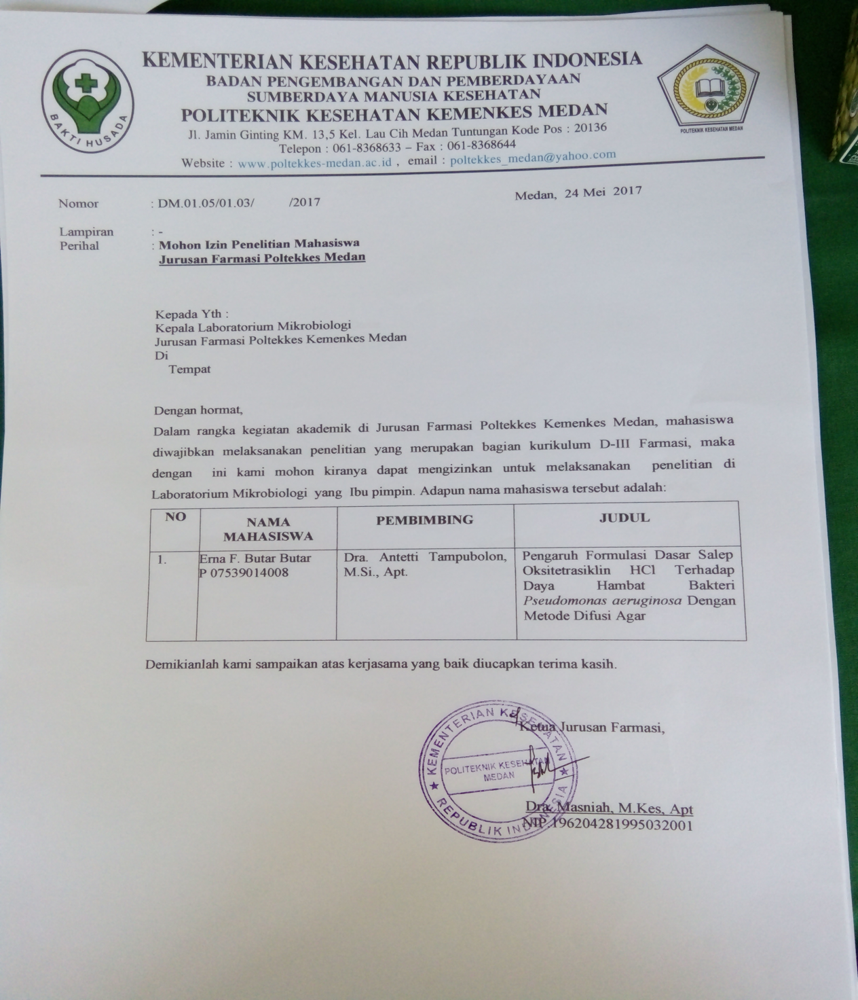 KEMENTERIAN KESEHATAN REPUBLIK INDONESIA
BADAN PENGEMBANGAN DAN PEMBERDAYAAN
SUMBERDAYA MANUSIA KESEHATAN
POLITEKNIK KESEHATAN KEMENKES MEDAN
Jl. Jamin Ginting KM. 13,5 Kel. Lau Cih Medan Tuntungan Kode Pos : 20136
Telepon : 061-8368633 – Fax : 061-8368644
Website : www.poltekkes-medan.ac.id , email : poltekkes_medan@yahoo.com
BAKTI HUSADA
POLITEKNIK KESEHATAN MEDAN
Medan, 24 Mei 2017
Nomor : DM.01.05/01.03/ /2017
Lampiran : -
Perihal : Mohon Izin Penelitian Mahasiswa
Jurusan Farmasi Poltekkes Medan
Kepada Yth :
Kepala Laboratorium Mikrobiologi
Jurusan Farmasi Poltekkes Kemenkes Medan
Di
Tempat
Dengan hormat,
Dalam rangka kegiatan akademik di Jurusan Farmasi Poltekkes Kemenkes Medan, mahasiswa
diwajibkan melaksanakan penelitian yang merupakan bagian kurikulum D-III Farmasi, maka
dengan ini kami mohon kiranya dapat mengizinkan untuk melaksanakan penelitian di
Laboratorium Mikrobiologi yang Ibu pimpin. Adapun nama mahasiswa tersebut adalah:
NO
NAMA
MAHASISWA
PEMBIMBING
JUDUL
1.
Erna F. Butar Butar
P 07539014008
Dra. Antetti Tampubolon,
M.Si., Apt.
Pengaruh Formulasi Dasar Salep
Oksitetrasiklin HCl Terhadap
Daya Hambat Bakteri
Pseudomonas aeruginosa Dengan
Metode Difusi Agar
Demikianlah kami sampaikan atas kerjasama yang baik diucapkan terima kasih.
Ketua Jurusan Farmasi,
KEMENTERIAN KESEHATAN
POLITEKNIK KESEHATAN
MEDAN
REPUBLIK INDONESIA
Dra. Masniah, M.Kes, Apt
NIP.196204281995032001